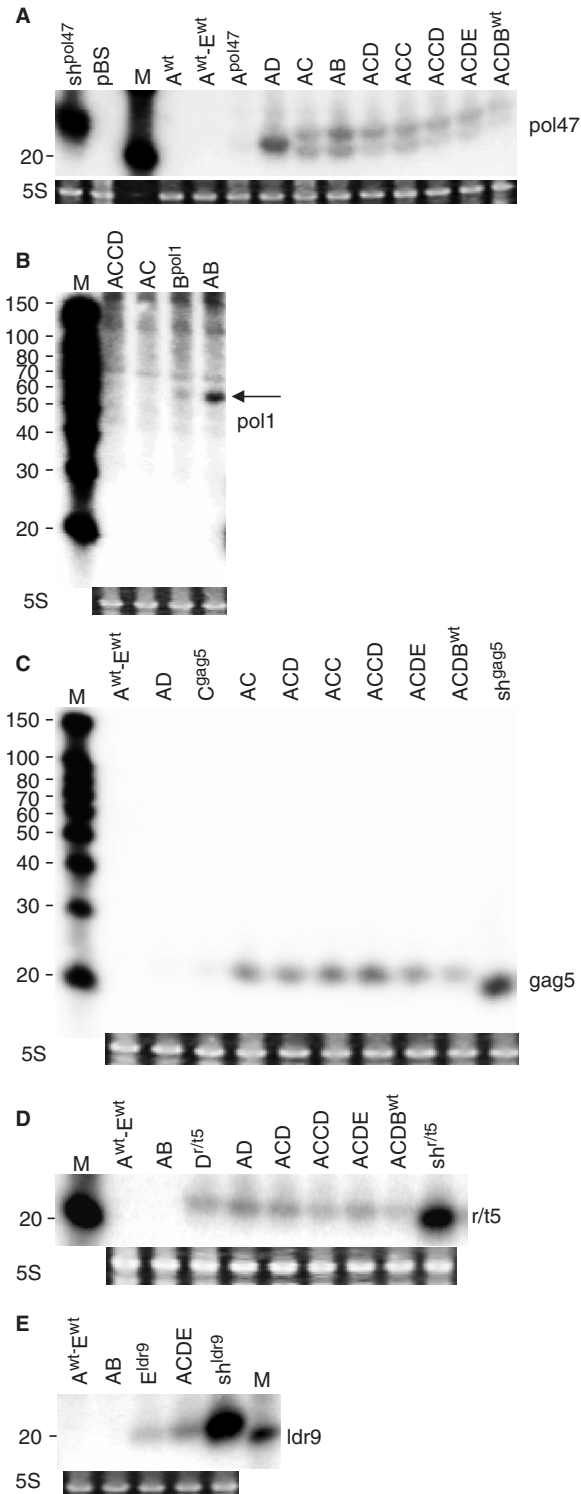 A
sh^pol47 pBS M A^wt A^wt-E^wt A^pol47 AD AC AB ACD ACC ACCD ACDE ACDB^wt
pol47
20
5S
B
M ACCD AC B^pol1 AB
150
100
80
70
60
50
pol1
40
30
20
5S
C
M A^wt-E^wt AD C^gag5 AC ACD ACC ACCD ACDE ACDB^wt sh^gag5
150
100
80
70
60
50
40
30
20 gag5
5S
D
M A^wt-E^wt AB D^r/t5 AD ACD ACCD ACDE ACDB^wt sh^r/t5
20 r/t5
5S
E
A^wt-E^wt AB E^ldr9 ACDE sh^ldr9 M
20 ldr9
5S